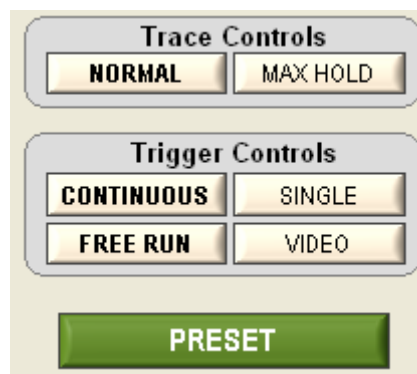 Trace Controls
NORMAL MAX HOLD
Trigger Controls
CONTINUOUS SINGLE
FREE RUN VIDEO
PRESET